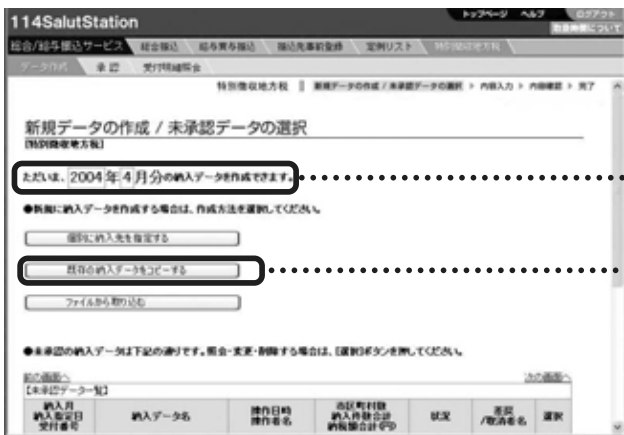 114SalutStation
トップページ ヘルプ ログアウト
総合/給与振込サービス 総合振込 給与賞与振込 振込先事前登録 定例リスト 特別徴収地方税
データ作成 承認 受付明細照会
特別徴収地方税 || 新規データの作成 / 未承認データの選択 > 内容入力 > 内容確認 > 完了
新規データの作成 / 未承認データの選択
[特別徴収地方税]
ただいま、2004年4月分の納入データを作成できます。
●新規に納入データを作成する場合は、作成方法を選択してください。
個別に納入先を指定する
既存の納入データをコピーする
ファイルから取り込む
●未承認の納入データは下記の通りです。照会・変更・削除する場合は、[選択]ボタンを押してください。
前の画面へ 次の画面へ
【未承認データ一覧】
納入月 納入指定日 受付番号
納入データ名
操作日時 操作者名
市区町村数 納入件数合計 納税額合計(円)
状況
差戻/取消者名
選択